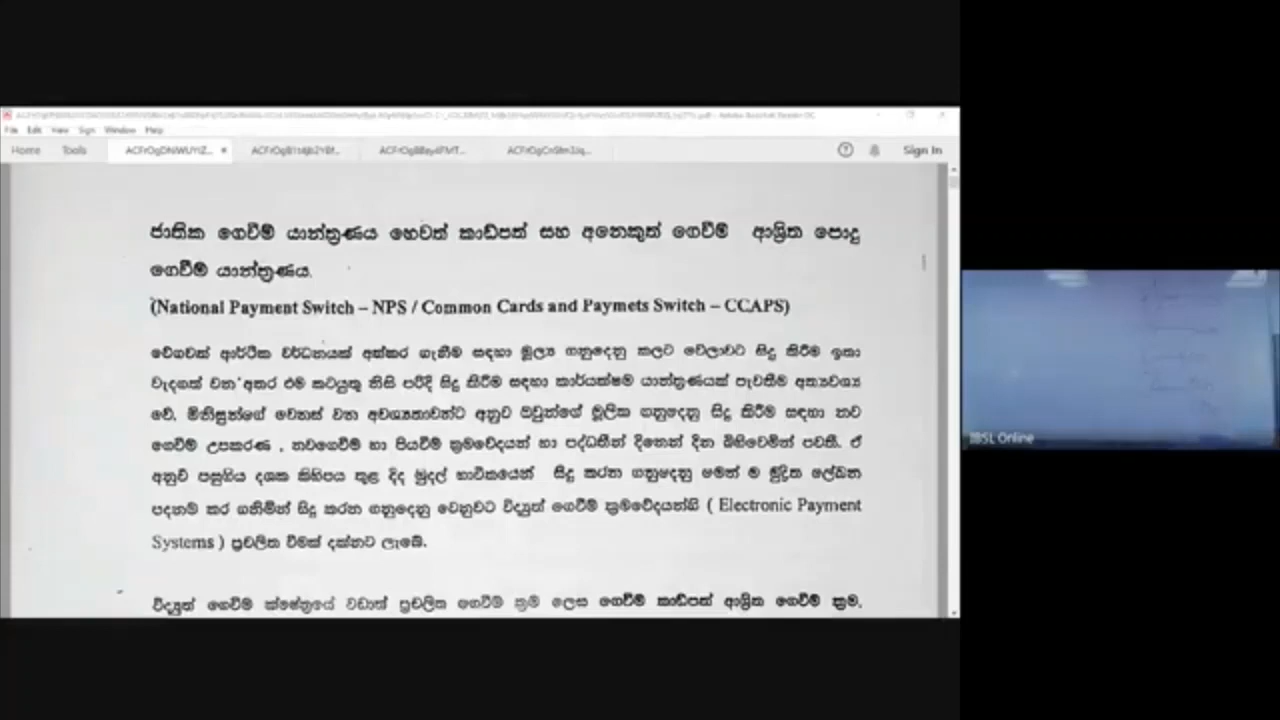 File Edit View Sign Window Help
Home Tools Sign In
ජාතික ගෙවීම් යාන්ත්‍රණය හෙවත් කාඩ්පත් සහ අනෙකුත් ගෙවීම් ආශ්‍රිත පොදු
ගෙවීම් යාන්ත්‍රණය.
(National Payment Switch – NPS / Common Cards and Paymets Switch – CCAPS)
වේගවත් ආර්ථික වර්ධනයක් අත්කර ගැනීම සඳහා මූල්‍ය ගනුදෙනු කලට වේලාවට සිදු කිරීම ඉතා
වැදගත් වන අතර එම කටයුතු නිසි පරිදි සිදු කිරීම සඳහා කාර්යක්ෂම යාන්ත්‍රණයක් පැවතීම අත්‍යවශ්‍ය
වේ. මිනිසුන්ගේ වෙනස් වන අවශ්‍යතාවන්ට අනුව ඔවුන්ගේ මූලික ගනුදෙනු සිදු කිරීම සඳහා නව
ගෙවීම් උපකරණ , නවගෙවීම් හා පියවීම් ක්‍රමවේදයන් හා පද්ධතීන් දිනෙන් දින බිහිවෙමින් පවතී. ඒ
අනුව පසුගිය දශක කිහිපය තුළ දිද මුදල් භාවිතයෙන් සිදු කරන ගනුදෙනු මෙන් ම මුද්‍රිත ලේඛන
පදනම් කර ගනිමින් සිදු කරන ගනුදෙනු වෙනුවට විද්‍යුත් ගෙවීම් ක්‍රමවේදයන්හි ( Electronic Payment
Systems ) ප්‍රචලිත වීමක් දක්නට ලැබේ.
විද්‍යුත් ගෙවීම් ක්ෂේත්‍රයේ වඩාත් ප්‍රචලිත ගෙවීම් ක්‍රම ලෙස ගෙවීම් කාඩ්පත් ආශ්‍රිත ගෙවීම් ක්‍රම,
IBSL Online